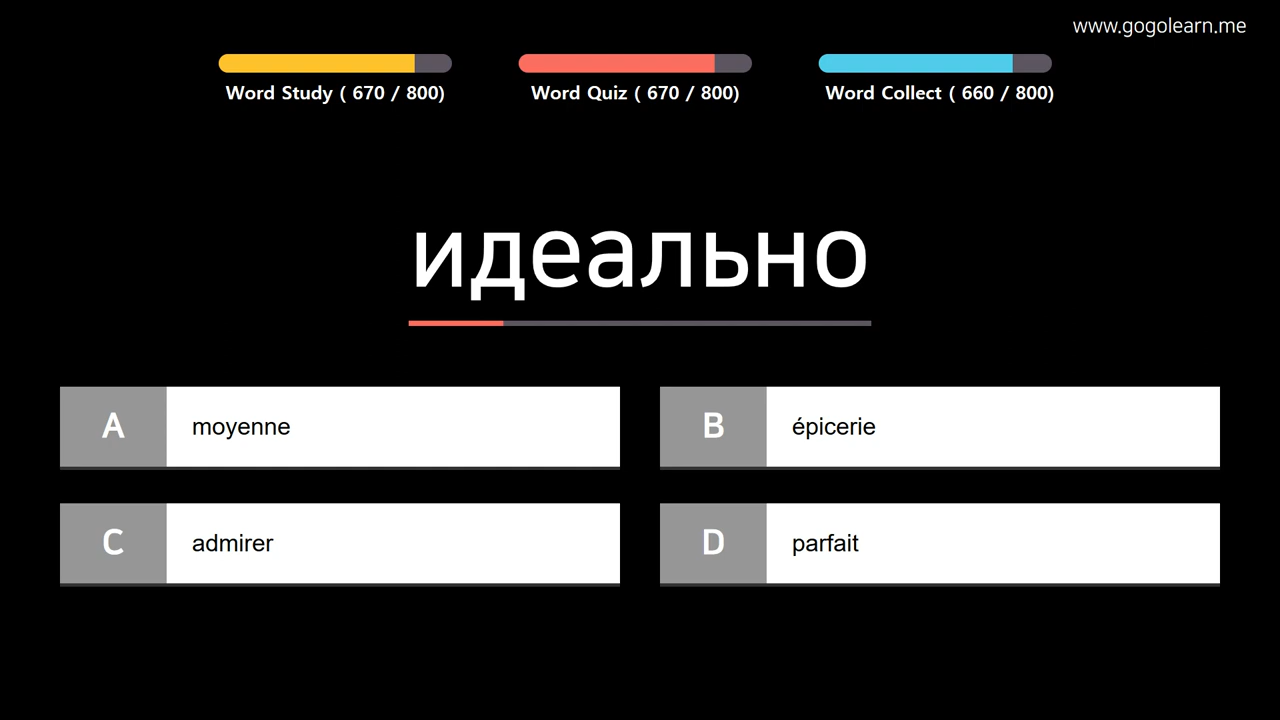 www.gogolearn.me
Word Study ( 670 / 800)
Word Quiz ( 670 / 800)
Word Collect ( 660 / 800)
идеально
A moyenne
B épicerie
C admirer
D parfait